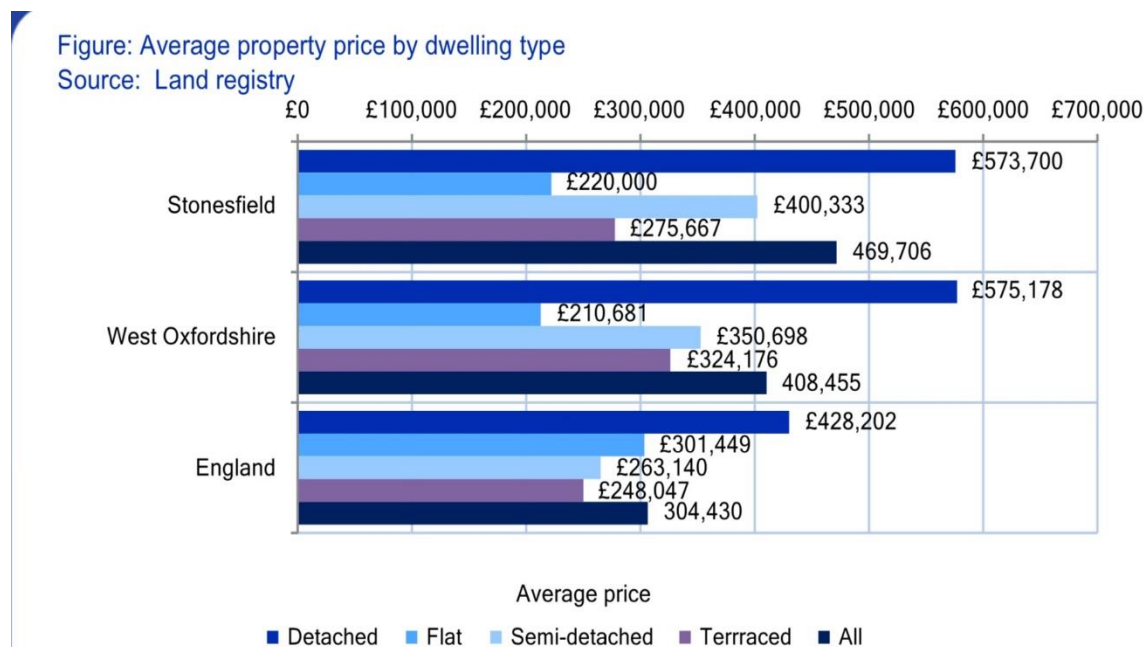 Figure: Average property price by dwelling type
Source: Land registry
£0 £100,000 £200,000 £300,000 £400,000 £500,000 £600,000 £700,000
£573,700
£220,000
Stonesfield £400,333
£275,667
469,706
£575,178
£210,681
West Oxfordshire £350,698
£324,176
408,455
£428,202
£301,449
England £263,140
£248,047
304,430
Average price
Detached Flat Semi-detached Terrraced All